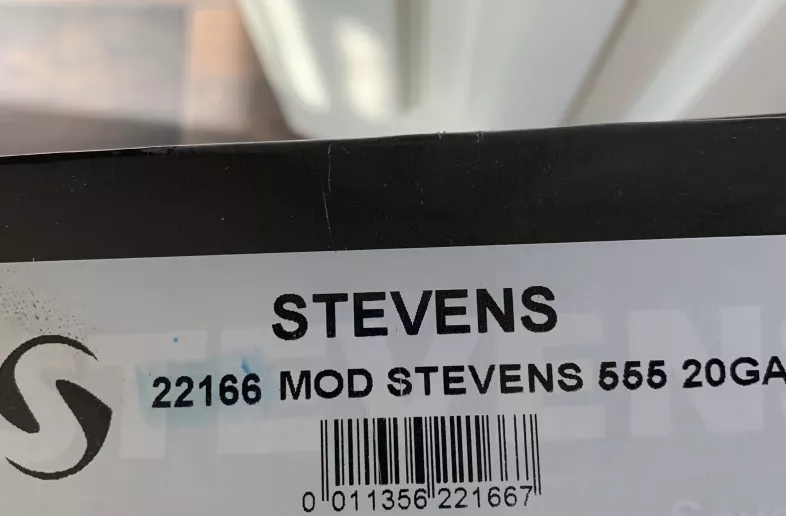 STEVENS
22166 MOD STEVENS 555 20GA
0 011356 221667